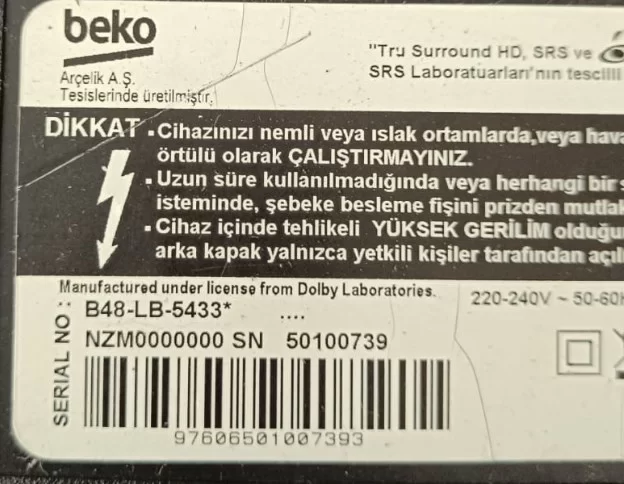 beko
Arçelik A.Ş.
Tesislerinde üretilmiştir.
"Tru Surround HD, SRS ve
SRS Laboratuarları'nın tescilli
DİKKAT
• Cihazınızı nemli veya ıslak ortamlarda,veya hava
örtülü olarak ÇALIŞTIRMAYINIZ.
• Uzun süre kullanılmadığında veya herhangi bir
isteminde, şebeke besleme fişini prizden
• Cihaz içinde tehlikeli YÜKSEK GERİLİM
arka kapak yalnızca yetkili kişiler tarafından
Manufactured under license from Dolby Laboratories.
220-240V ~ 50-60
SERIAL NO :
B48-LB-5433* ....
NZM0000000 SN 50100739
97606501007393